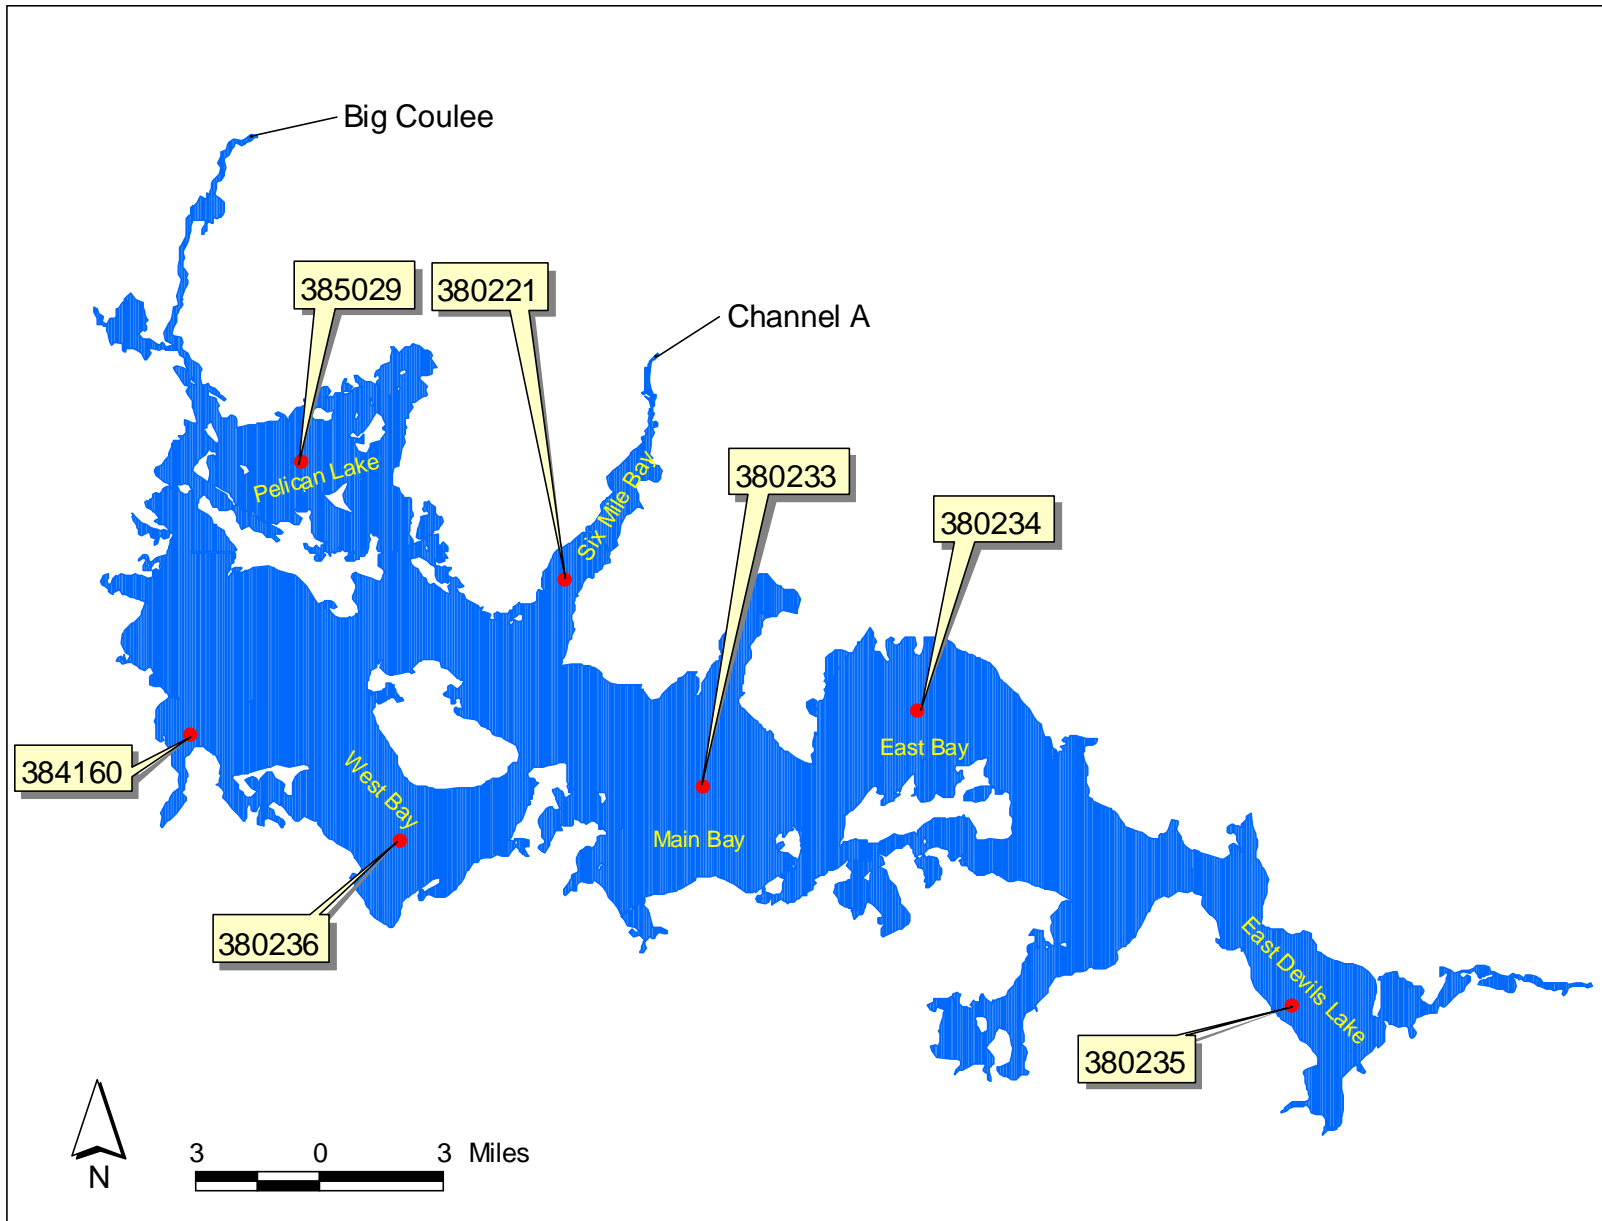 Big Coulee
385029
380221
Channel A
Pelican Lake
Six Mile Bay
380233
380234
384160
East Bay
West Bay
Main Bay
380236
East Devils Lake
380235
N
3 0 3 Miles